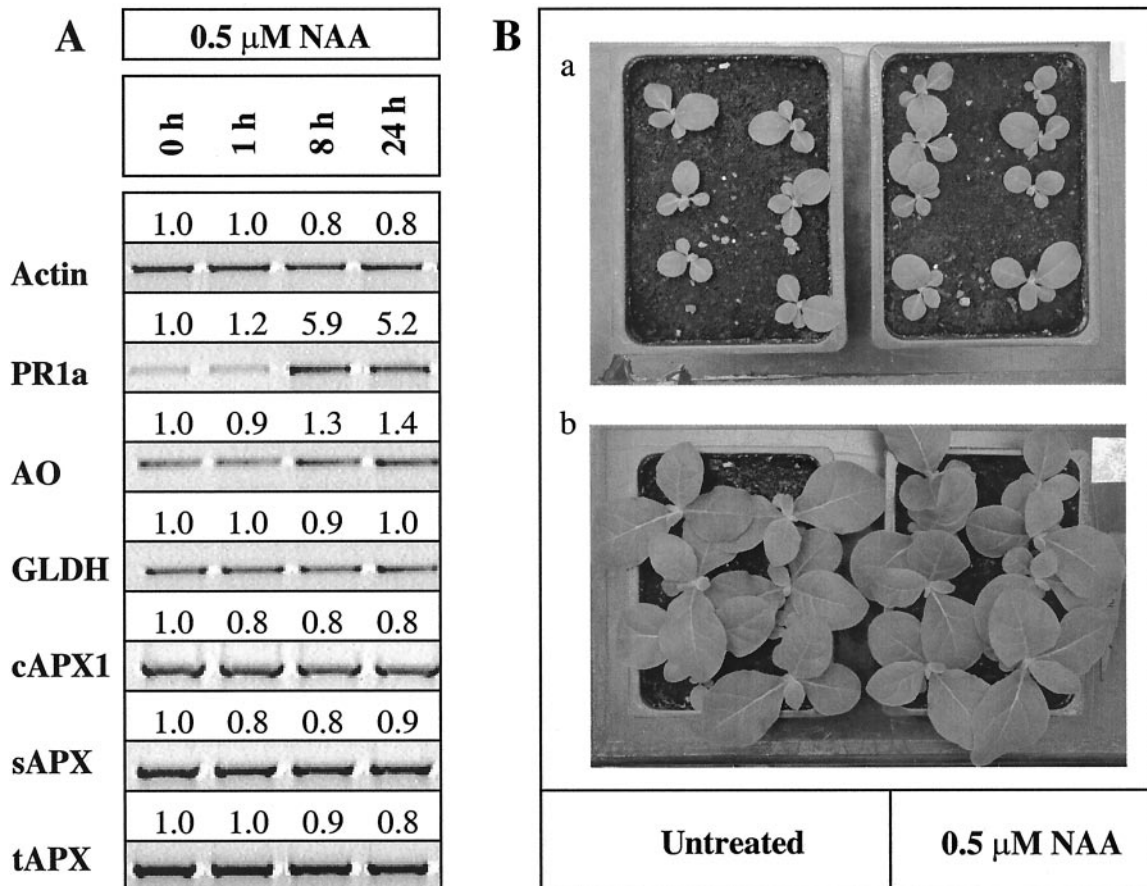 A
0.5 μM NAA
0 h 1 h 8 h 24 h
1.0 1.0 0.8 0.8
Actin
1.0 1.2 5.9 5.2
PR1a
1.0 0.9 1.3 1.4
AO
1.0 1.0 0.9 1.0
GLDH
1.0 0.8 0.8 0.8
cAPX1
1.0 0.8 0.8 0.9
sAPX
1.0 1.0 0.9 0.8
tAPX
B
a
b
Untreated 0.5 μM NAA